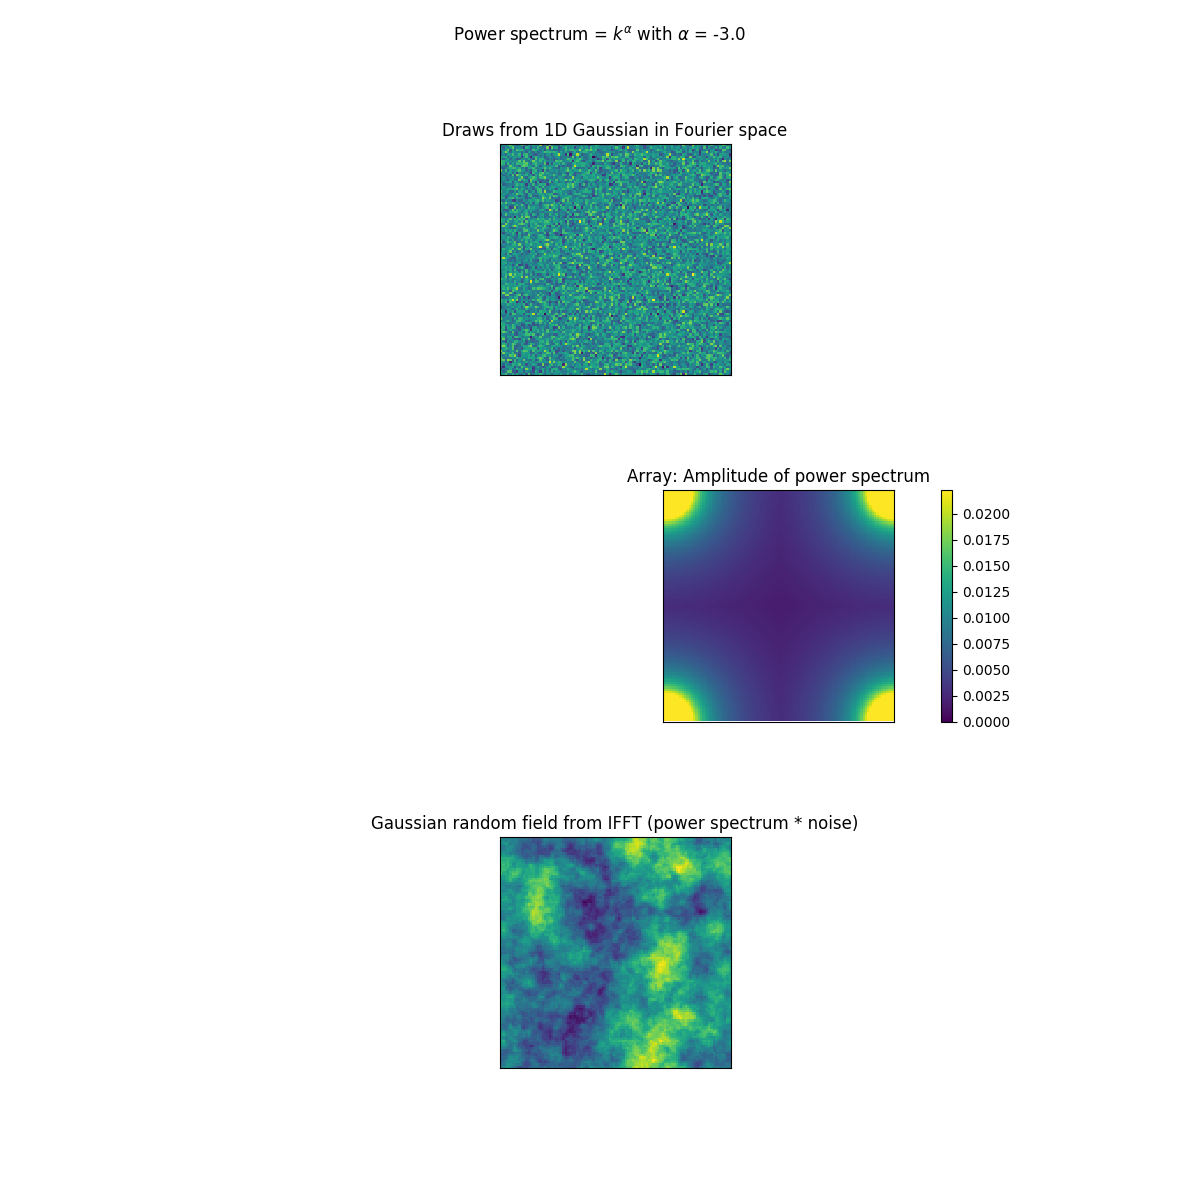 Power spectrum = k^α with α = -3.0
Draws from 1D Gaussian in Fourier space
Array: Amplitude of power spectrum
0.0200
0.0175
0.0150
0.0125
0.0100
0.0075
0.0050
0.0025
0.0000
Gaussian random field from IFFT (power spectrum * noise)